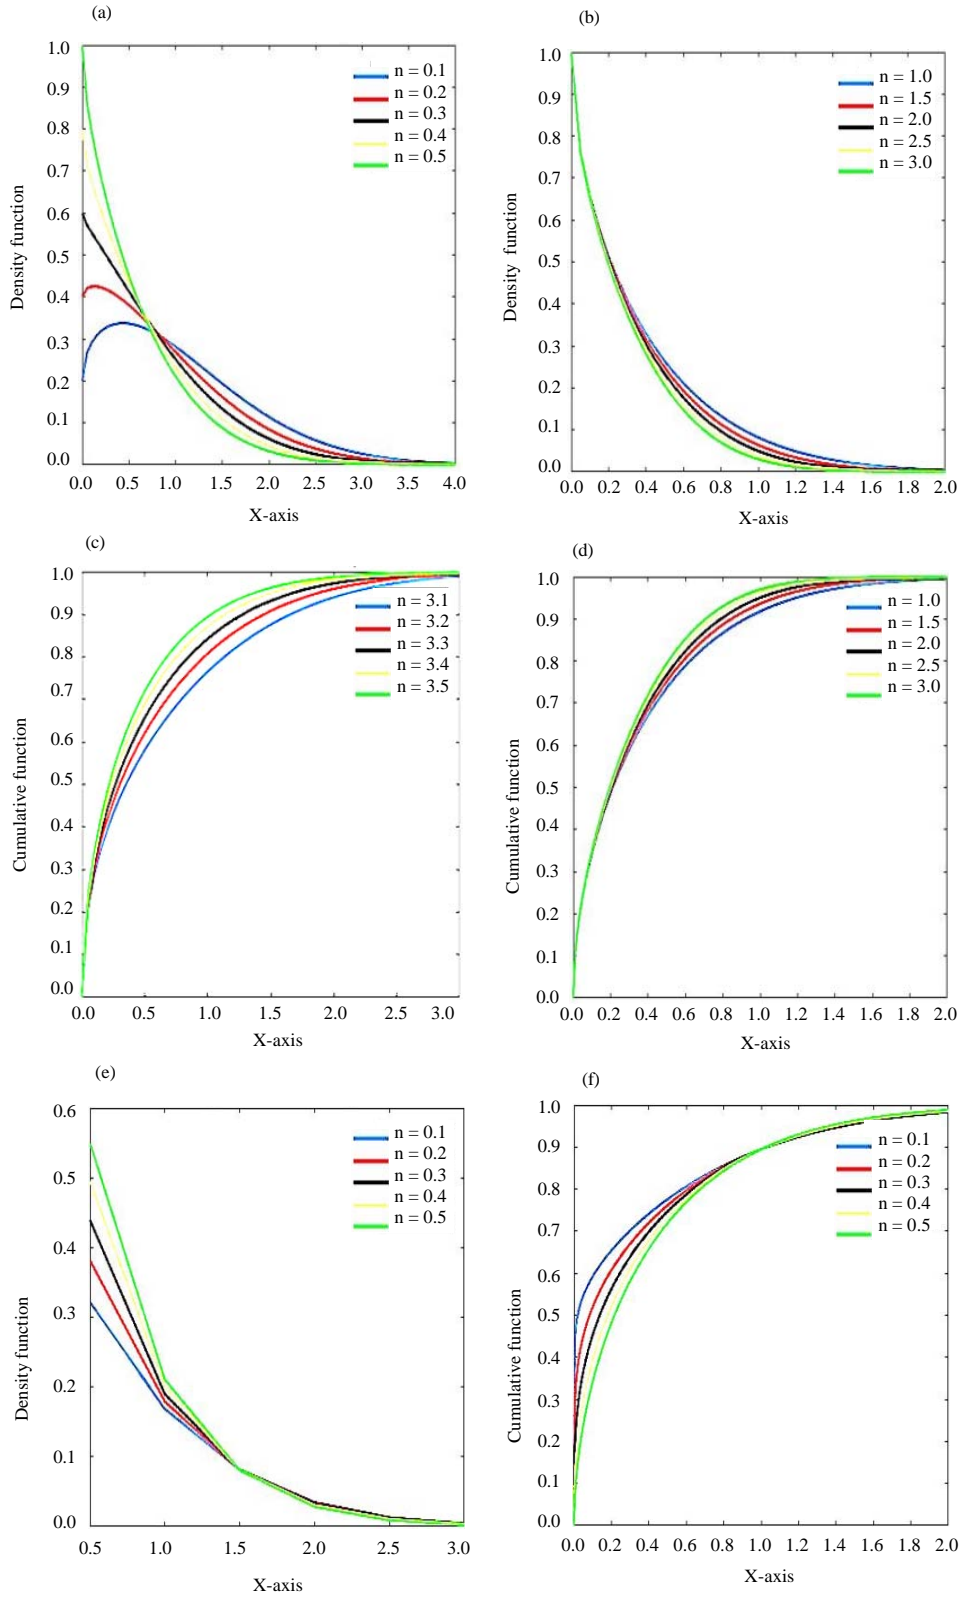 (a)
1.0
0.9
0.8
0.7
0.6
0.5
0.4
0.3
0.2
0.1
0.0
Density function
n = 0.1
n = 0.2
n = 0.3
n = 0.4
n = 0.5
0.0 0.5 1.0 1.5 2.0 2.5 3.0 3.5 4.0
X-axis
(b)
1.0
0.9
0.8
0.7
0.6
0.5
0.4
0.3
0.2
0.1
0.0
Density function
n = 1.0
n = 1.5
n = 2.0
n = 2.5
n = 3.0
0.0 0.2 0.4 0.6 0.8 1.0 1.2 1.4 1.6 1.8 2.0
X-axis
(c)
1.0
0.9
0.8
0.7
0.6
0.5
0.4
0.3
0.2
0.1
0.0
Cumulative function
n = 3.1
n = 3.2
n = 3.3
n = 3.4
n = 3.5
0.0 0.5 1.0 1.5 2.0 2.5 3.0
X-axis
(d)
1.0
0.9
0.8
0.7
0.6
0.5
0.4
0.3
0.2
0.1
0.0
Cumulative function
n = 1.0
n = 1.5
n = 2.0
n = 2.5
n = 3.0
0.0 0.2 0.4 0.6 0.8 1.0 1.2 1.4 1.6 1.8 2.0
X-axis
(e)
0.6
0.5
0.4
0.3
0.2
0.1
0.0
Density function
n = 0.1
n = 0.2
n = 0.3
n = 0.4
n = 0.5
0.5 1.0 1.5 2.0 2.5 3.0
X-axis
(f)
1.0
0.9
0.8
0.7
0.6
0.5
0.4
0.3
0.2
0.1
0.0
Cumulative function
n = 0.1
n = 0.2
n = 0.3
n = 0.4
n = 0.5
0.0 0.2 0.4 0.6 0.8 1.0 1.2 1.4 1.6 1.8 2.0
X-axis